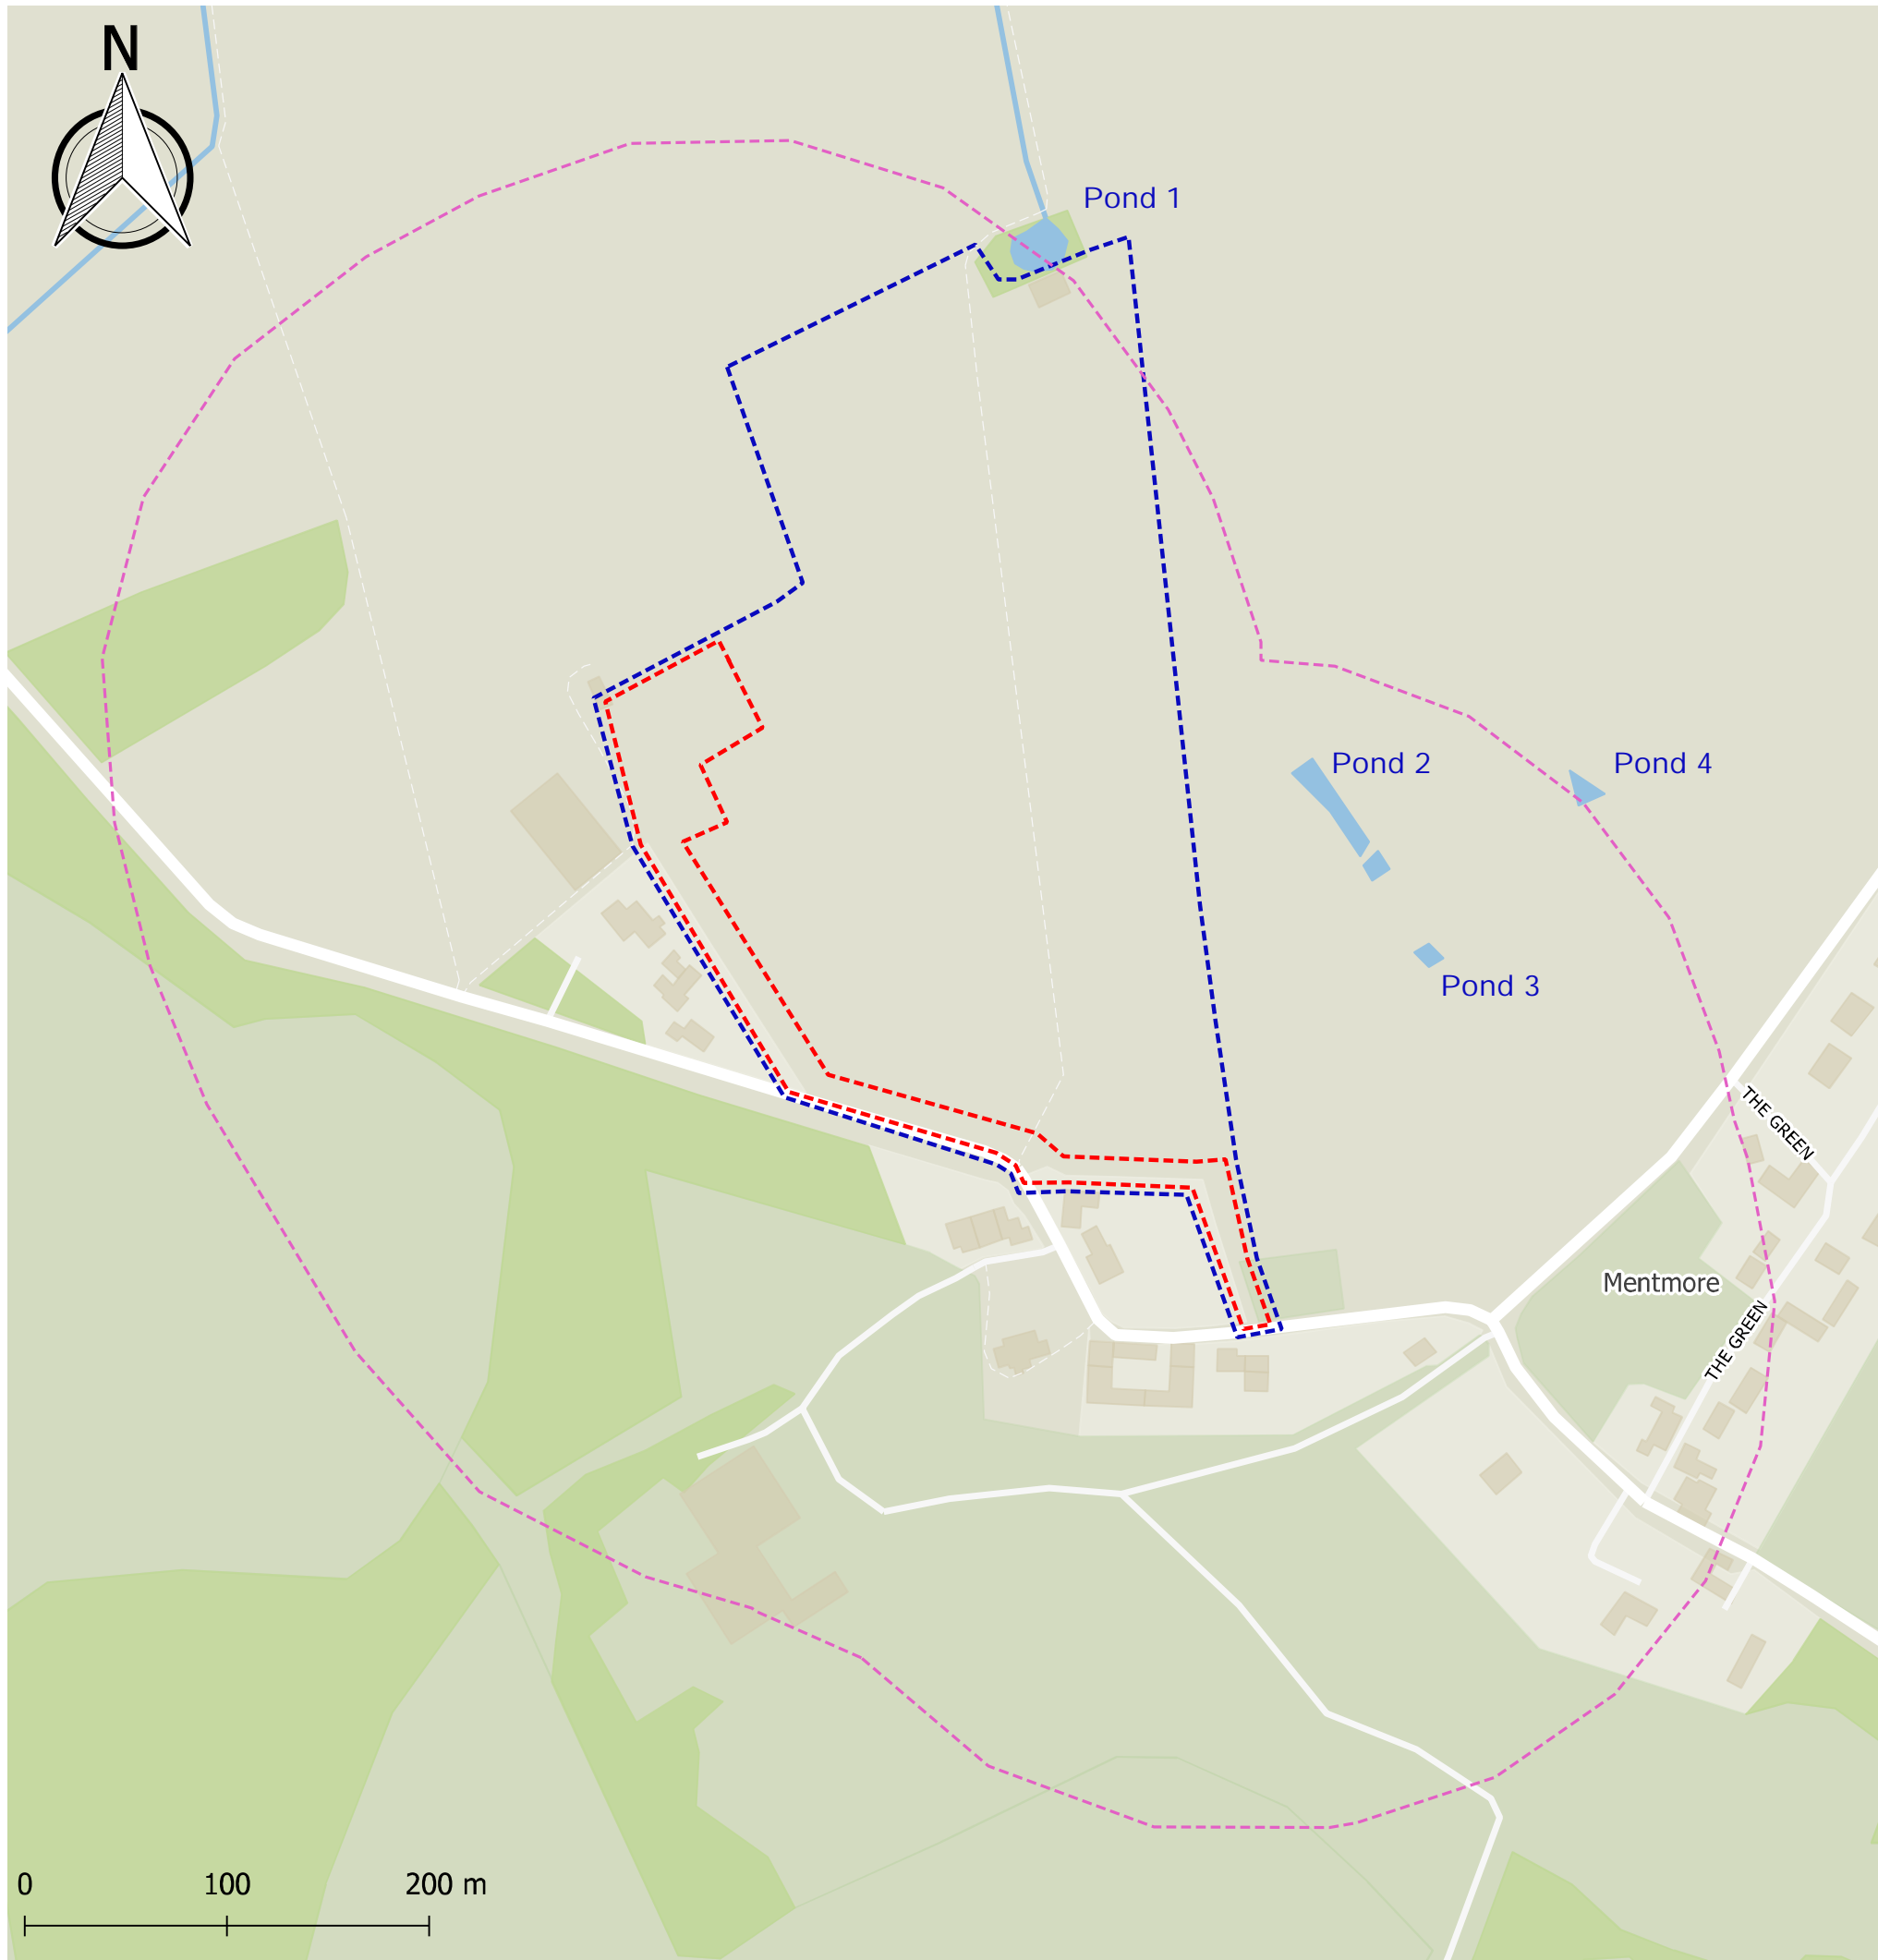 N
Pond 1
Pond 2
Pond 4
Pond 3
THE GREEN
Mentmore
THE GREEN
0 100 200 m